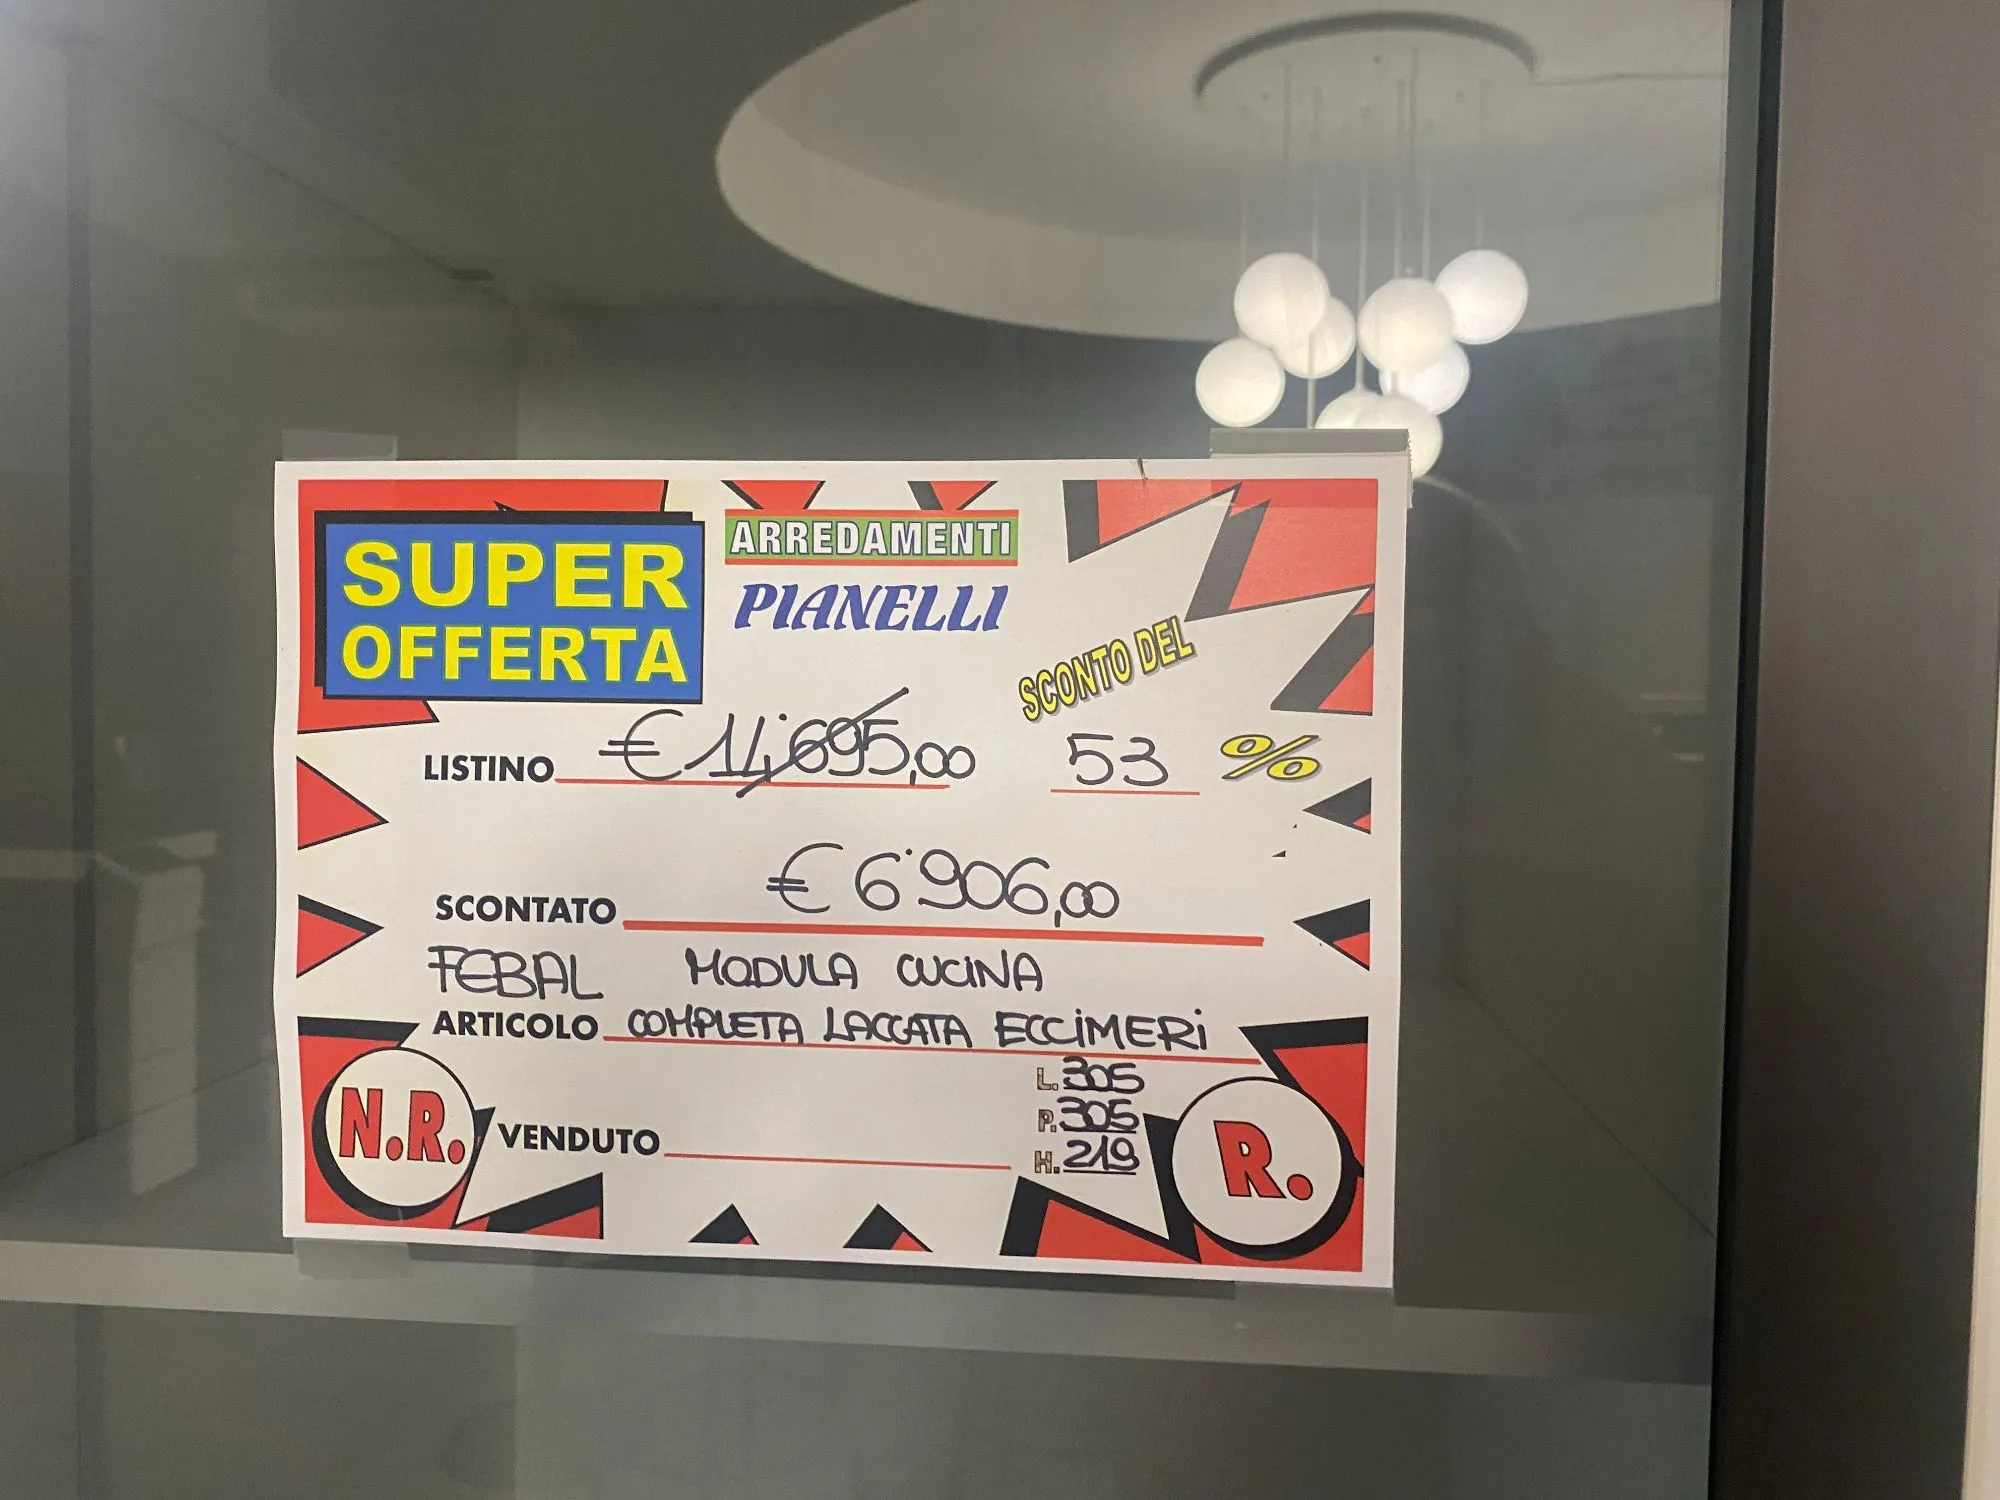 SUPER
OFFERTA
ARREDAMENTI
PIANELLI
SCONTO DEL
LISTINO € 14.695,00
53 %
SCONTATO € 6.906,00
FEBAL MODULA CUCINA
ARTICOLO COMPLETA LACCATA ECCIMERI
L. 305
P. 305
H. 219
N.R.
VENDUTO
R.